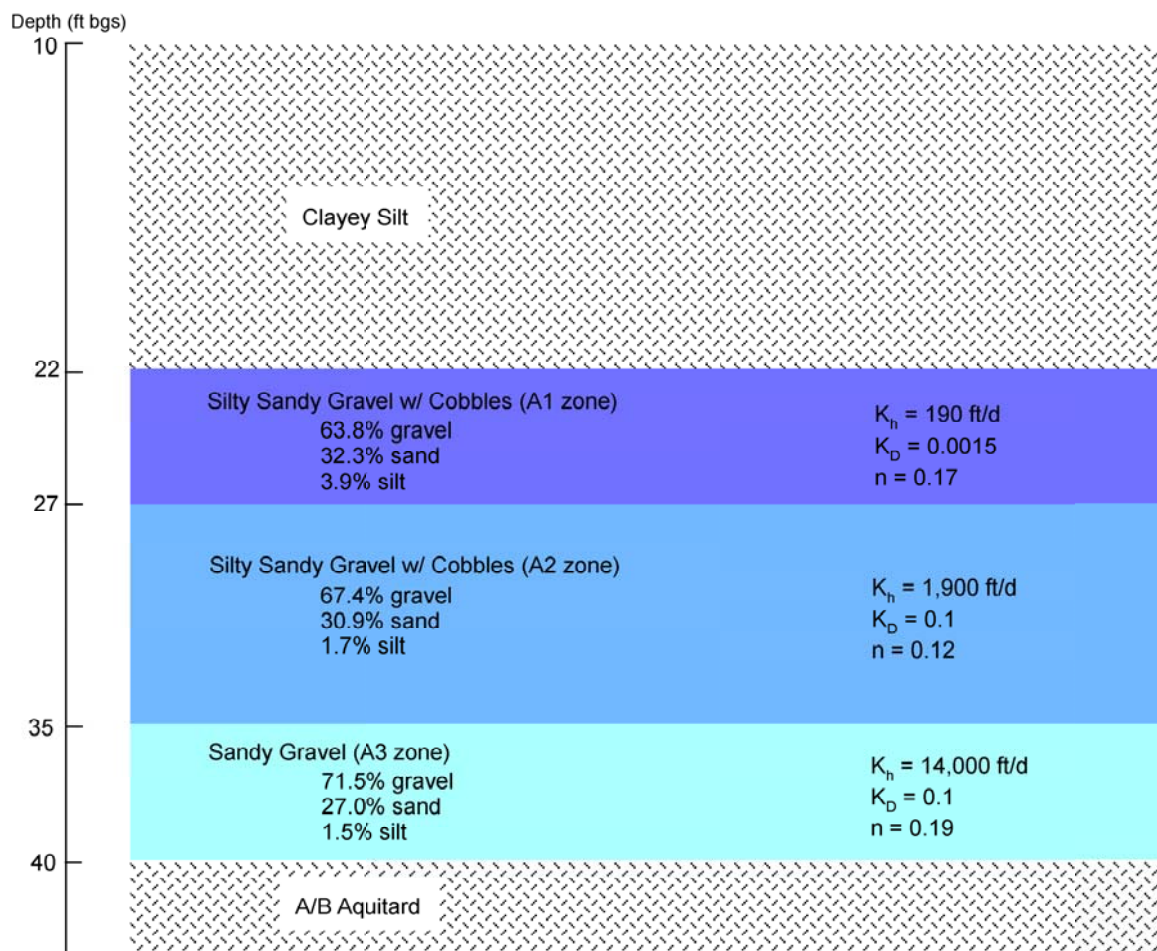 Depth (ft bgs)
10
Clayey Silt
22
Silty Sandy Gravel w/ Cobbles (A1 zone)
63.8% gravel
32.3% sand
3.9% silt
Kh = 190 ft/d
KD = 0.0015
n = 0.17
27
Silty Sandy Gravel w/ Cobbles (A2 zone)
67.4% gravel
30.9% sand
1.7% silt
Kh = 1,900 ft/d
KD = 0.1
n = 0.12
35
Sandy Gravel (A3 zone)
71.5% gravel
27.0% sand
1.5% silt
Kh = 14,000 ft/d
KD = 0.1
n = 0.19
40
A/B Aquitard